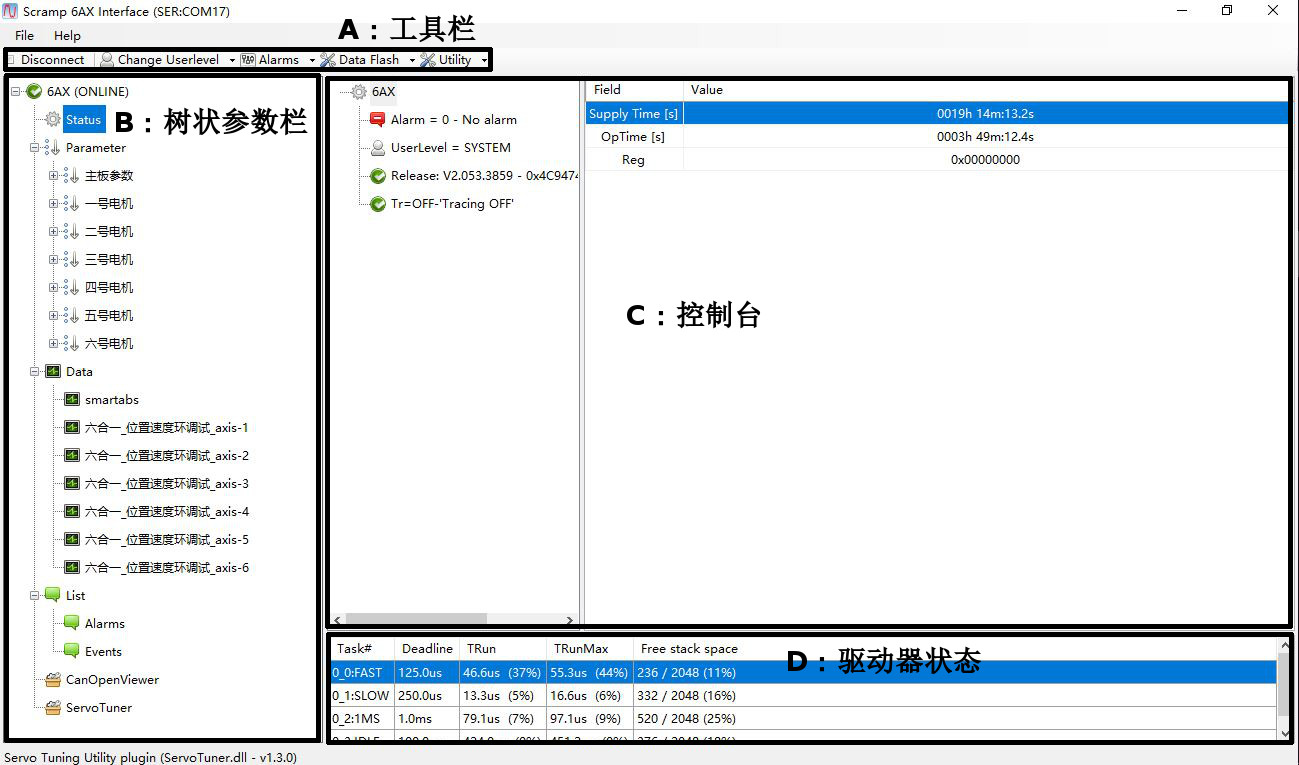 Scramp 6AX Interface (SER:COM17)
File Help
A：工具栏
Disconnect Change Userlevel Alarms Data Flash Utility
6AX (ONLINE)
Status
B：树状参数栏
Parameter
主板参数
一号电机
二号电机
三号电机
四号电机
五号电机
六号电机
Data
smartabs
六合一_位置速度环调试_axis-1
六合一_位置速度环调试_axis-2
六合一_位置速度环调试_axis-3
六合一_位置速度环调试_axis-4
六合一_位置速度环调试_axis-5
六合一_位置速度环调试_axis-6
List
Alarms
Events
CanOpenViewer
ServoTuner
6AX
Alarm = 0 - No alarm
UserLevel = SYSTEM
Release: V2.053.3859 - 0x4C947
Tr=OFF-'Tracing OFF'
Field Value
Supply Time [s] 0019h 14m:13.2s
OpTime [s] 0003h 49m:12.4s
Reg 0x00000000
C：控制台
Task# Deadline TRun TRunMax Free stack space
D：驱动器状态
0_0:FAST 125.0us 46.6us (37%) 55.3us (44%) 236 / 2048 (11%)
0_1:SLOW 250.0us 13.3us (5%) 16.6us (6%) 332 / 2048 (16%)
0_2:1MS 1.0ms 79.1us (7%) 97.1us (9%) 520 / 2048 (25%)
Servo Tuning Utility plugin (ServoTuner.dll - v1.3.0)